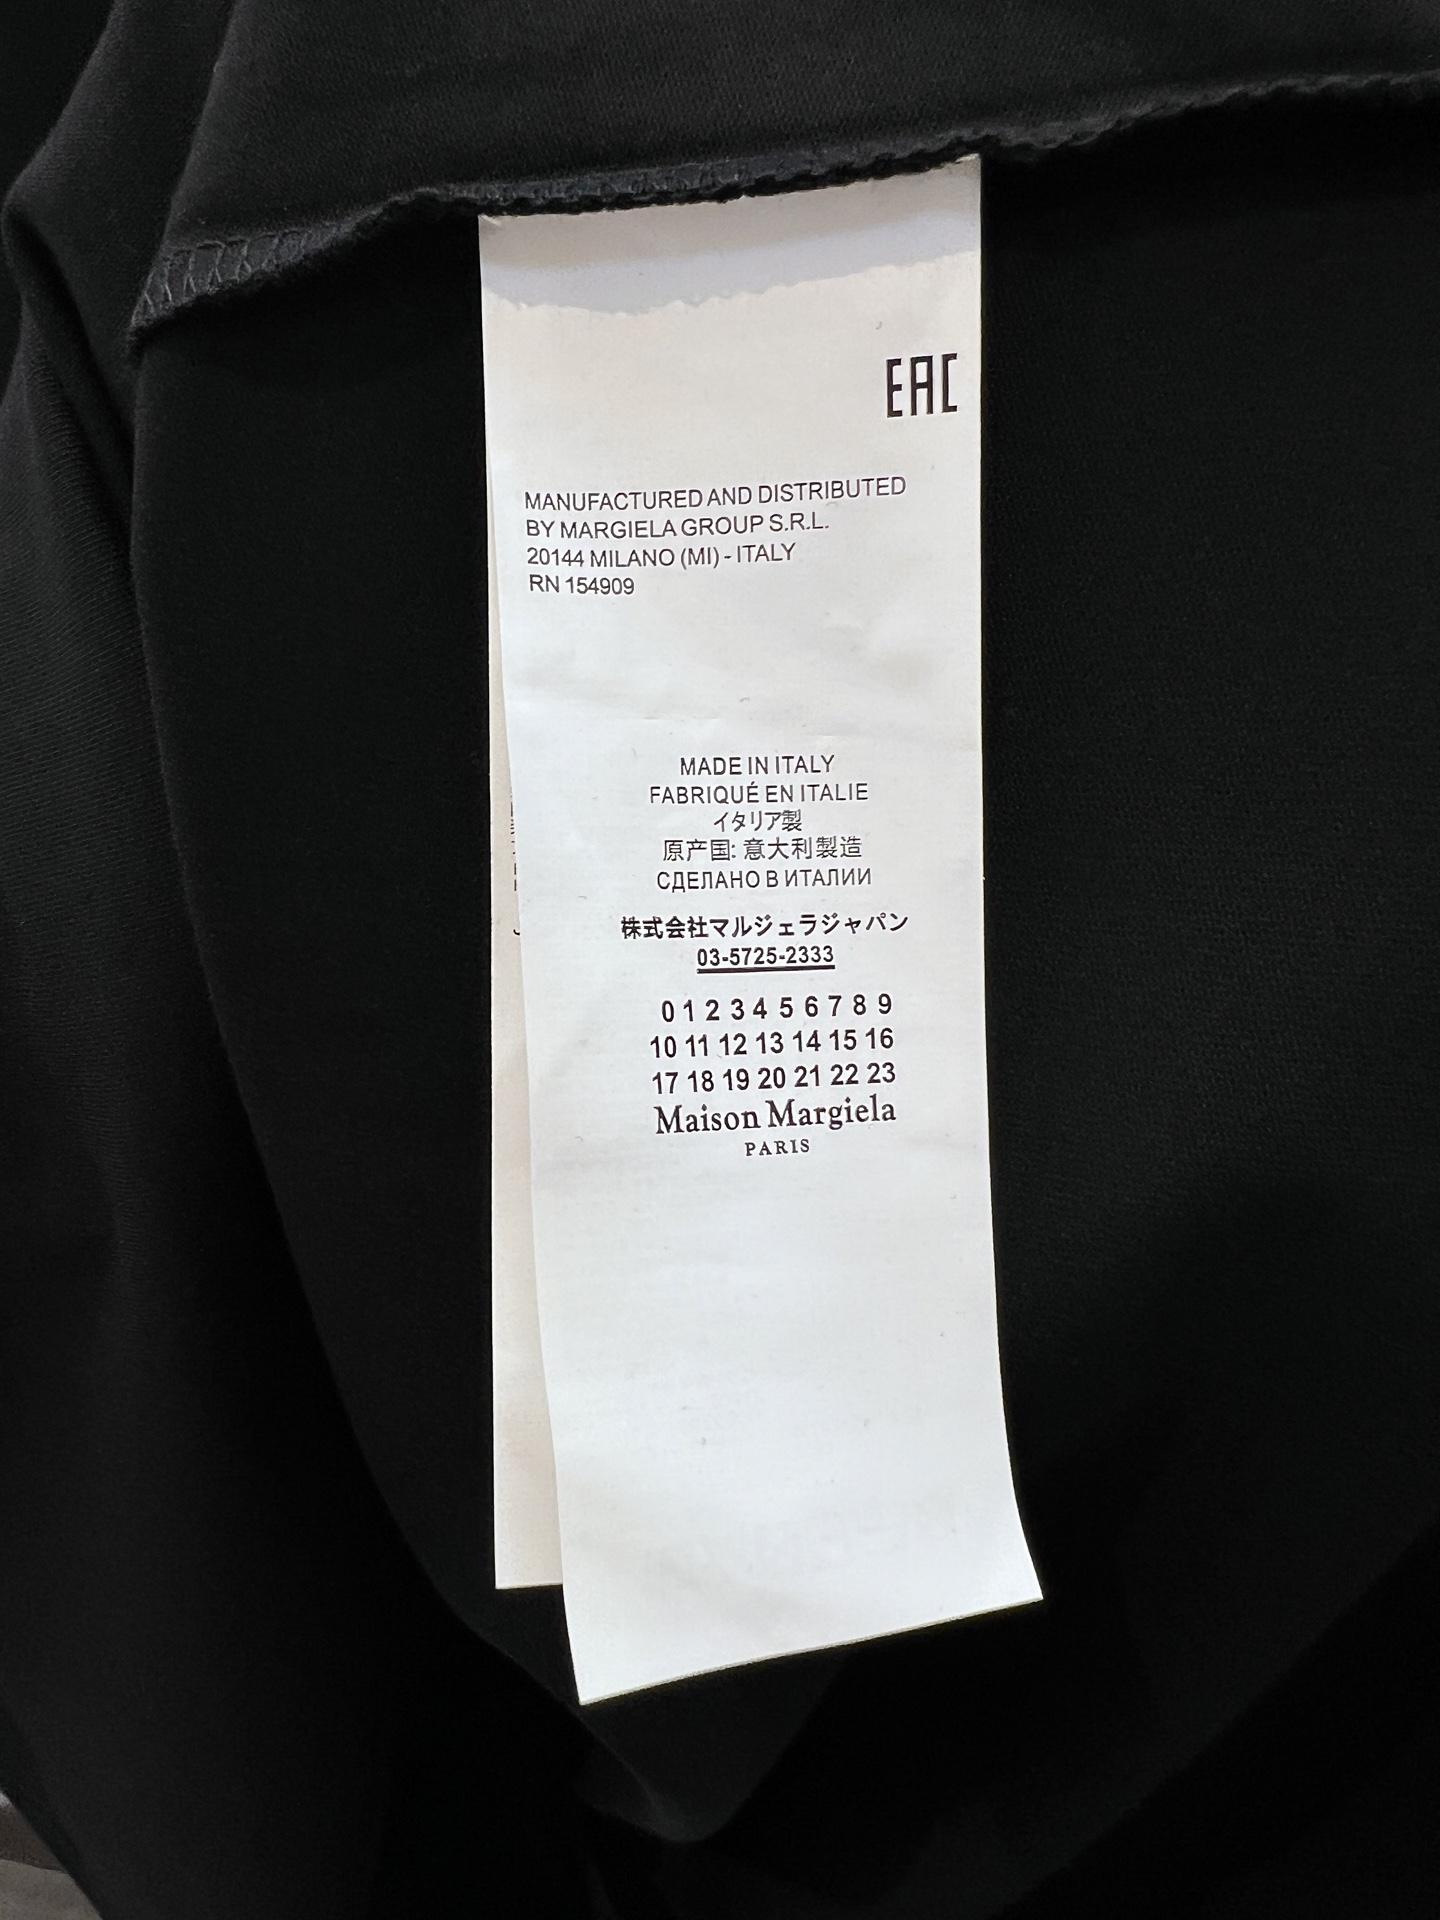 EAC
MANUFACTURED AND DISTRIBUTED
BY MARGIELA GROUP S.R.L.
20144 MILANO (MI) - ITALY
RN 154909
MADE IN ITALY
FABRIQUÉ EN ITALIE
イタリア製
原产国: 意大利製造
СДЕЛАНО В ИТАЛИИ
株式会社マルジェラジャパン
03-5725-2333
0 1 2 3 4 5 6 7 8 9
10 11 12 13 14 15 16
17 18 19 20 21 22 23
Maison Margiela
PARIS